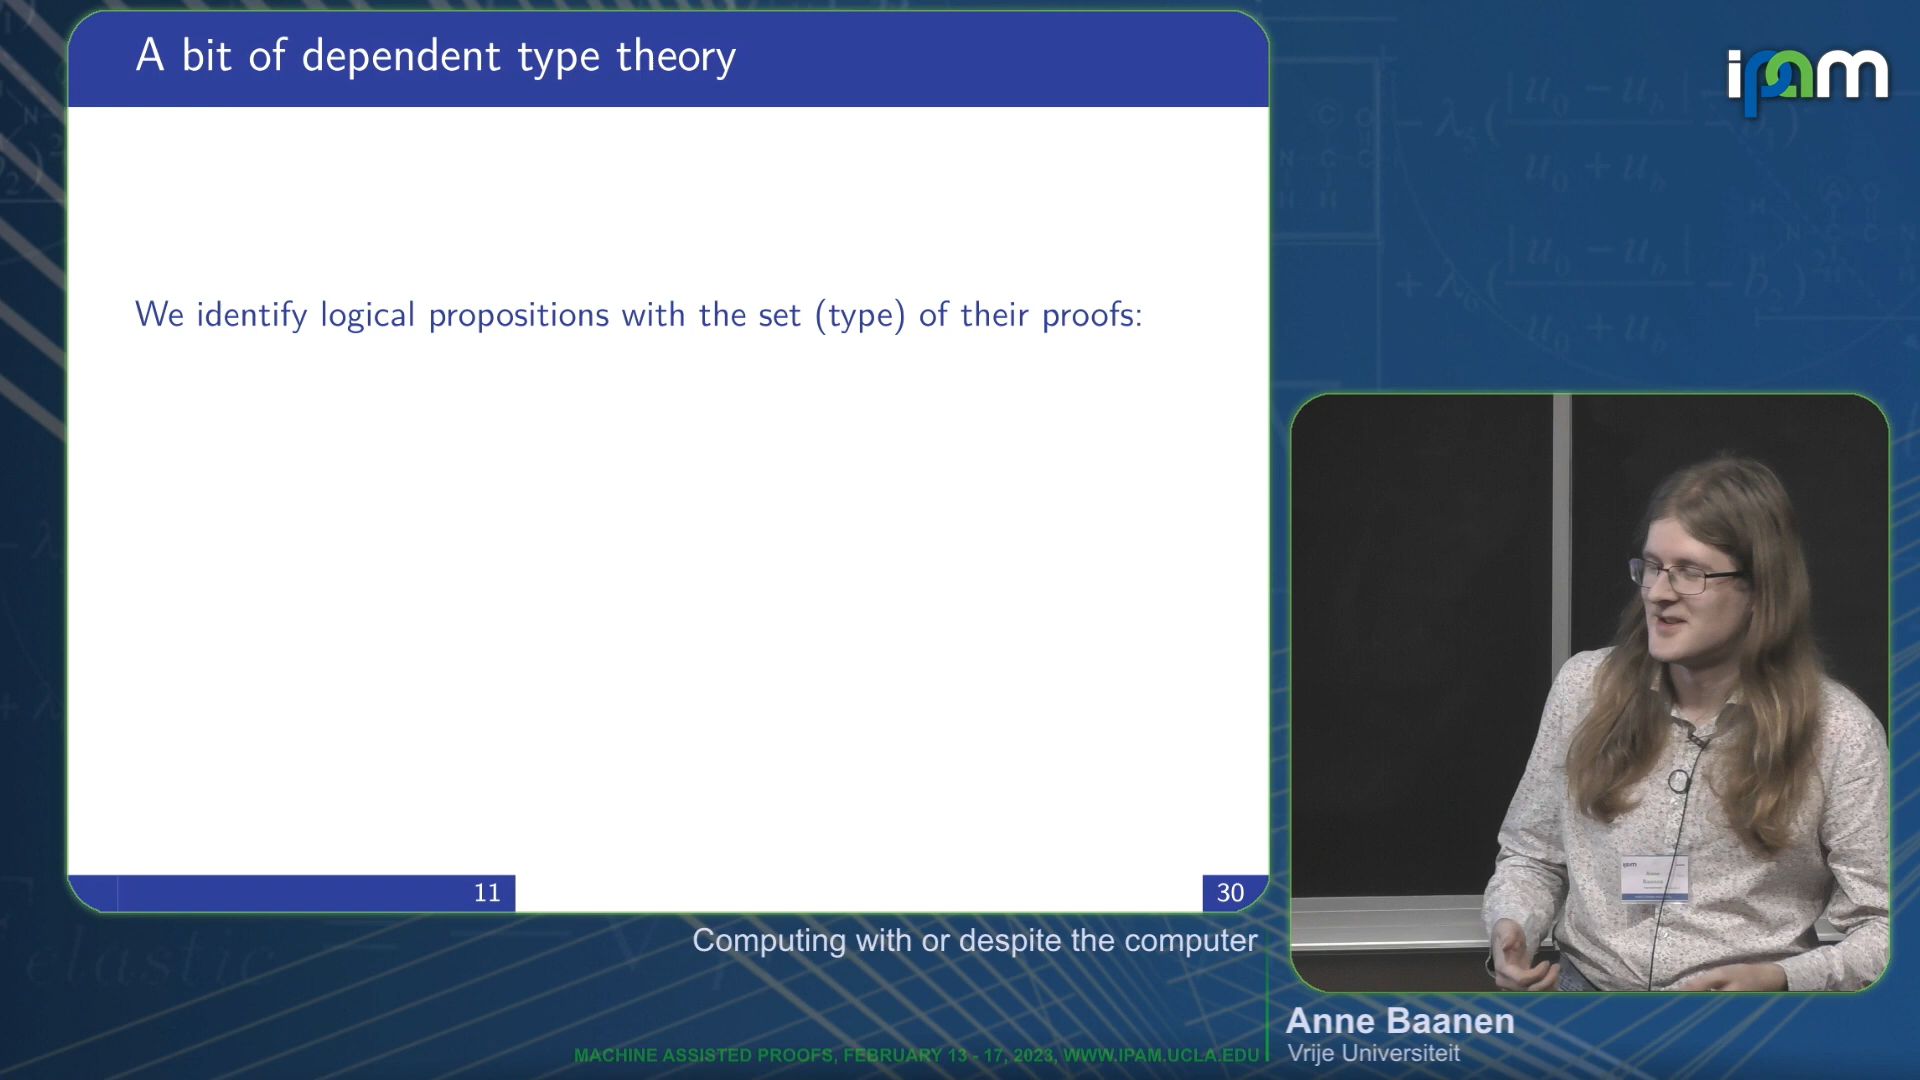 A bit of dependent type theory
ipam
We identify logical propositions with the set (type) of their proofs:
11
30
Computing with or despite the computer
Anne Baanen
Vrije Universiteit
MACHINE ASSISTED PROOFS, FEBRUARY 13 - 17, 2023, WWW.IPAM.UCLA.EDU
elastic